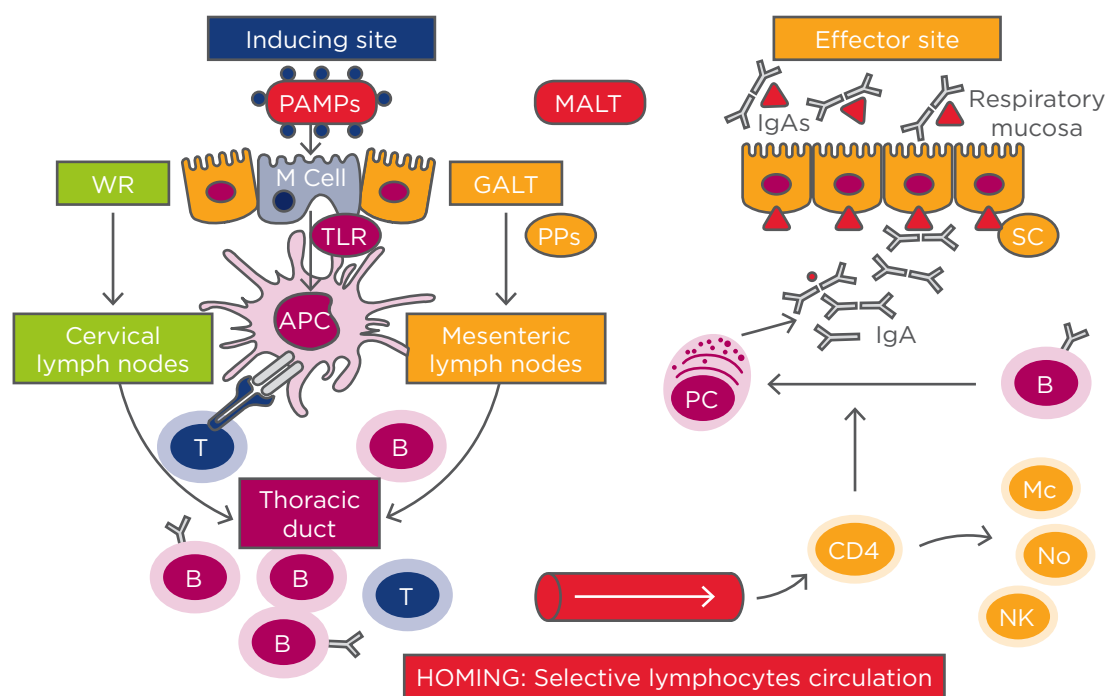 Inducing site
Effector site
PAMPs
MALT
IgAs
Respiratory
mucosa
WR
M Cell
GALT
TLR
PPs
SC
APC
Cervical
lymph nodes
Mesenteric
lymph nodes
IgA
PC
B
T
B
Thoracic
duct
Mc
B
B
T
CD4
No
B
NK
HOMING: Selective lymphocytes circulation